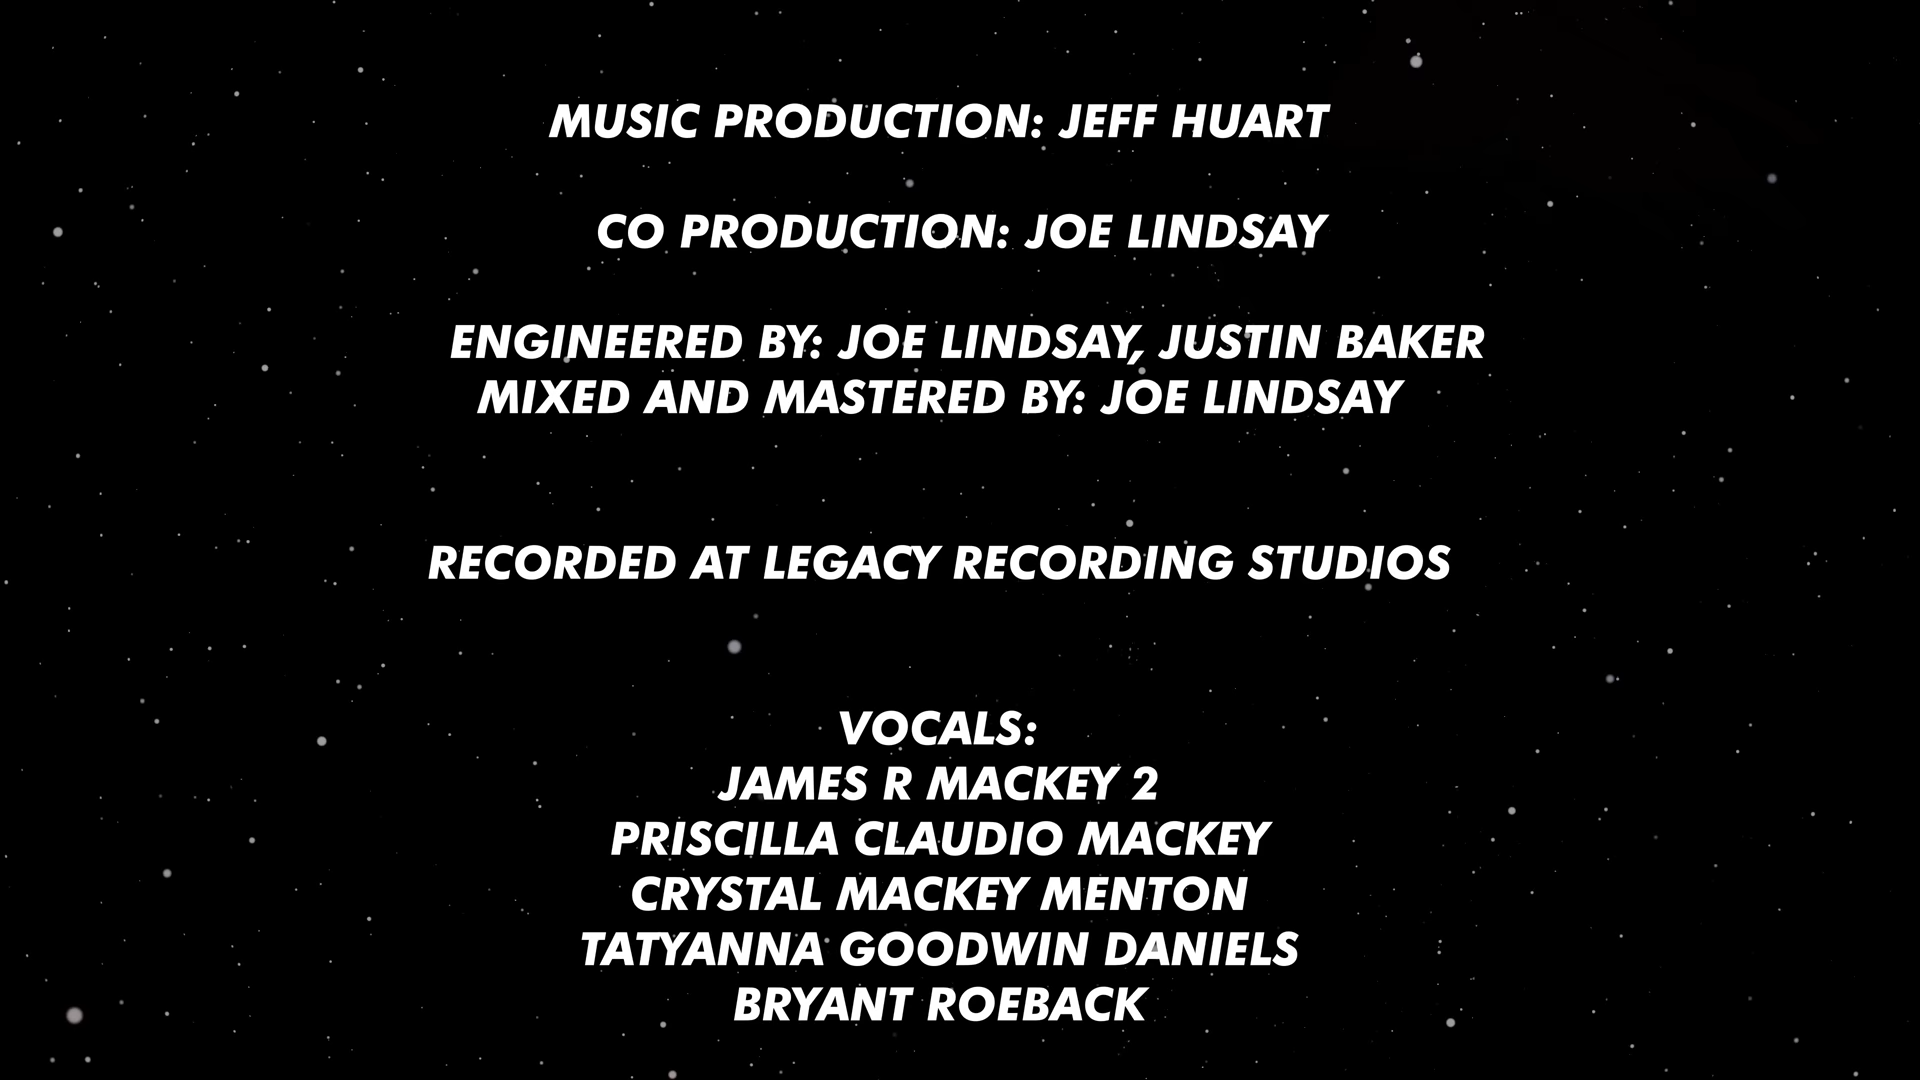 MUSIC PRODUCTION: JEFF HUART
CO PRODUCTION: JOE LINDSAY
ENGINEERED BY: JOE LINDSAY, JUSTIN BAKER
MIXED AND MASTERED BY: JOE LINDSAY
RECORDED AT LEGACY RECORDING STUDIOS
VOCALS:
JAMES R MACKEY 2
PRISCILLA CLAUDIO MACKEY
CRYSTAL MACKEY MENTON
TATYANNA GOODWIN DANIELS
BRYANT ROEBACK